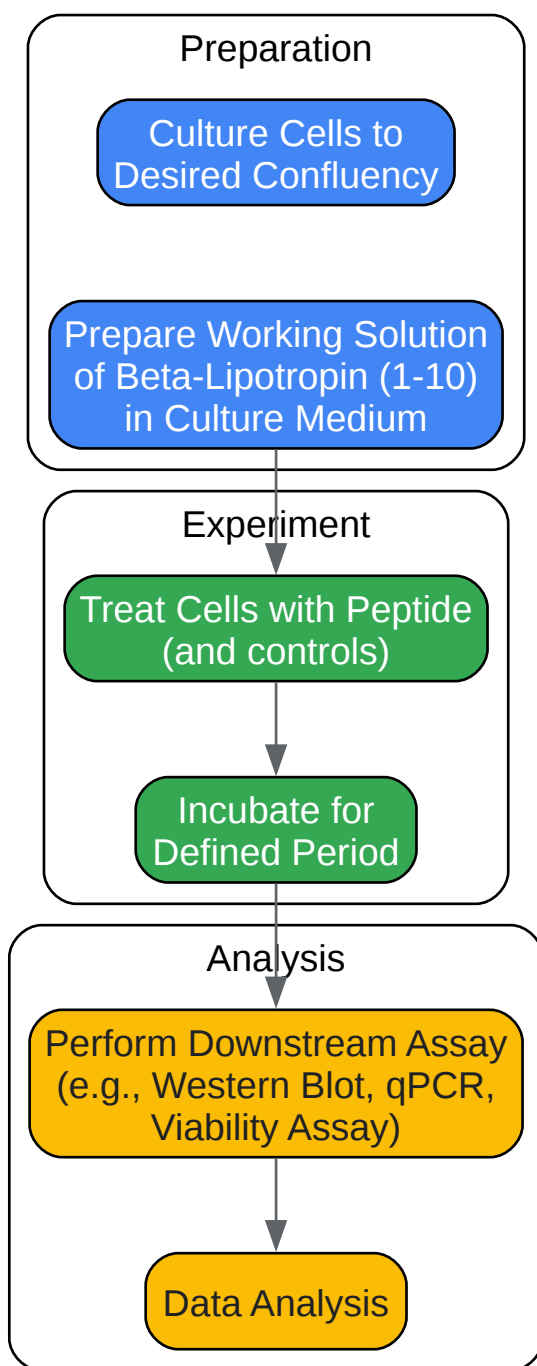 Preparation
Culture Cells to
Desired Confluency
Prepare Working Solution
of Beta-Lipotropin (1-10)
in Culture Medium
Experiment
Treat Cells with Peptide
(and controls)
Incubate for
Defined Period
Analysis
Perform Downstream Assay
(e.g., Western Blot, qPCR,
Viability Assay)
Data Analysis